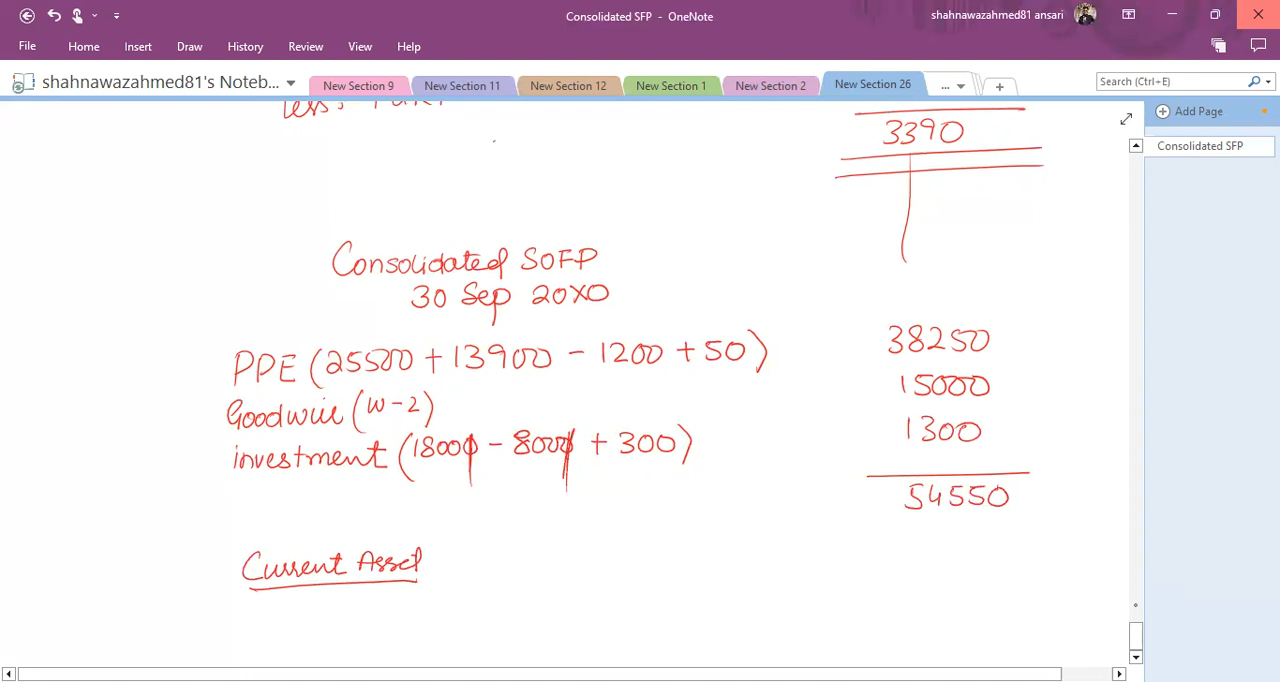 Consolidated SFP - OneNote
shahnawazahmed81 ansari
File Home Insert Draw History Review View Help
shahnawazahmed81's Noteb...
New Section 9
New Section 11
New Section 12
New Section 1
New Section 2
New Section 26
...
Search (Ctrl+E)
Add Page
Consolidated SFP
less:
3390
Consolidated SOFP
30 Sep 20X0
PPE (25500 + 13900 - 1200 + 50) 38250
Goodwill (W-2) 15000
investment (1800 - 800 + 300) 1300
54550
Current Asset